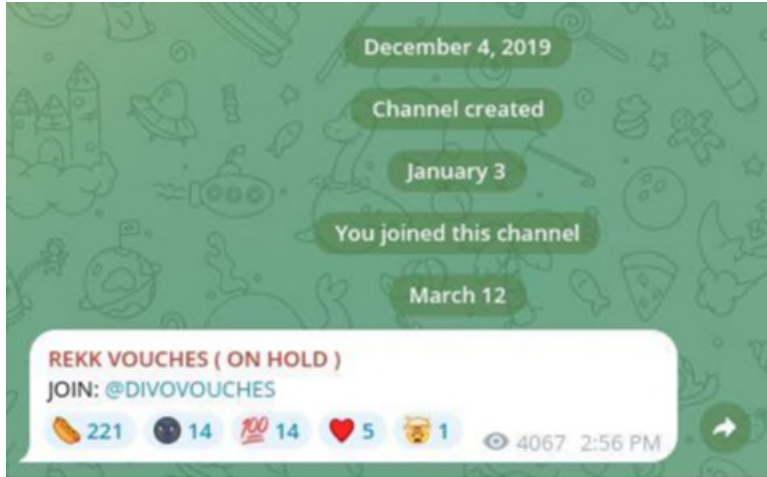 December 4, 2019
Channel created
January 3
You joined this channel
March 12
REKK VOUCHES ( ON HOLD )
JOIN: @DIVOVOUCHES
221 14 100 14 5 1
4067 2:56 PM